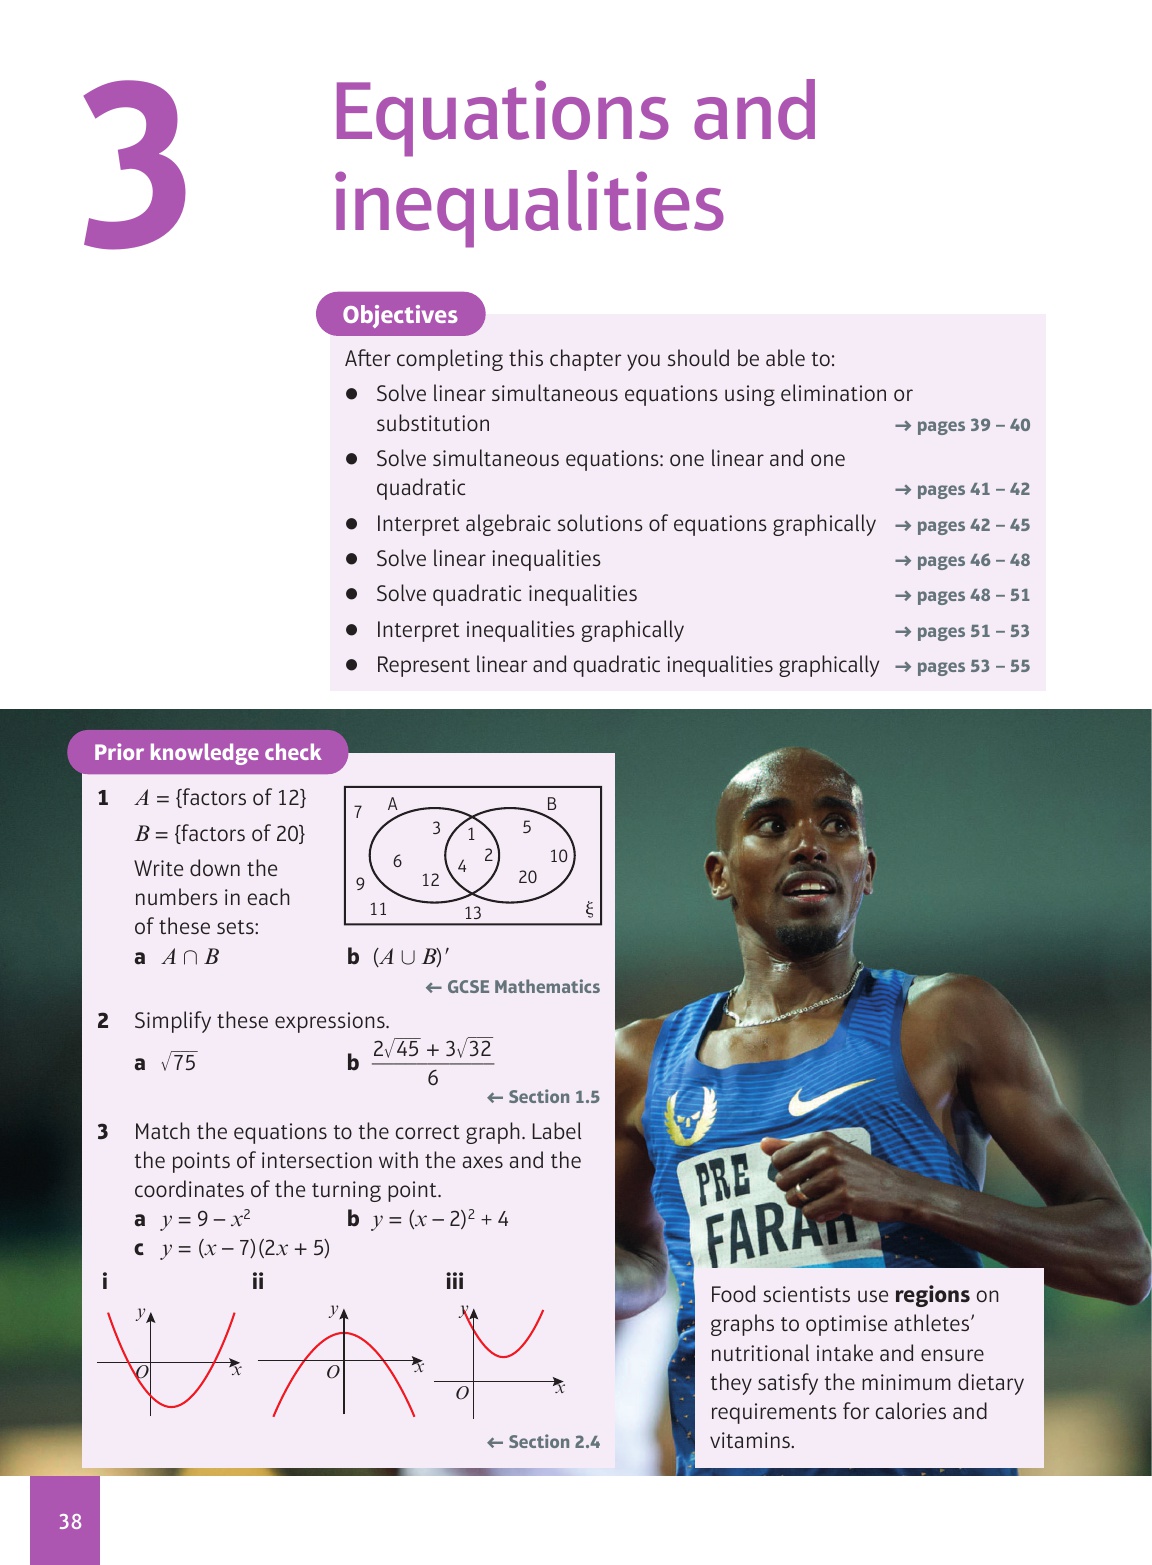 3
Equations and
inequalities
Objectives
After completing this chapter you should be able to:
● Solve linear simultaneous equations using elimination or
substitution → pages 39 – 40
● Solve simultaneous equations: one linear and one
quadratic → pages 41 – 42
● Interpret algebraic solutions of equations graphically → pages 42 – 45
● Solve linear inequalities → pages 46 – 48
● Solve quadratic inequalities → pages 48 – 51
● Interpret inequalities graphically → pages 51 – 53
● Represent linear and quadratic inequalities graphically → pages 53 – 55
Prior knowledge check
1 A = {factors of 12}
B = {factors of 20}
Write down the
numbers in each
of these sets:
7 A B
3 1 5
6 4 2 10
9 12 20
11 13 ξ
a A ∩ B b (A ∪ B)′
← GCSE Mathematics
2 Simplify these expressions.
a √75 b (2√45 + 3√32)/6
← Section 1.5
3 Match the equations to the correct graph. Label
the points of intersection with the axes and the
coordinates of the turning point.
a y = 9 – x² b y = (x – 2)² + 4
c y = (x – 7)(2x + 5)
i ii iii
y y y
O x O x O x
← Section 2.4
PRE
FARAH
Food scientists use regions on
graphs to optimise athletes’
nutritional intake and ensure
they satisfy the minimum dietary
requirements for calories and
vitamins.
38